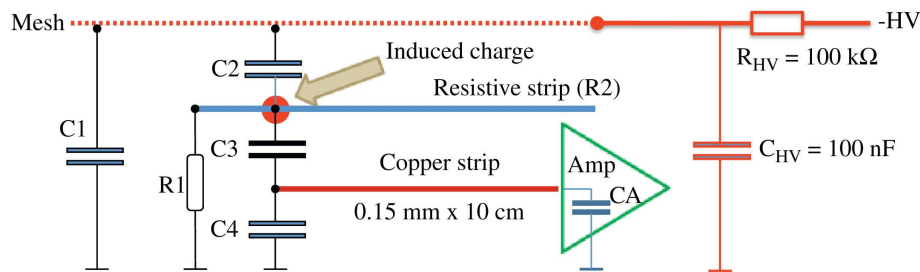 Mesh
-HV
Induced charge
R_HV = 100 kΩ
C2
Resistive strip (R2)
C1
C3
C_HV = 100 nF
Copper strip
Amp
R1
CA
0.15 mm x 10 cm
C4